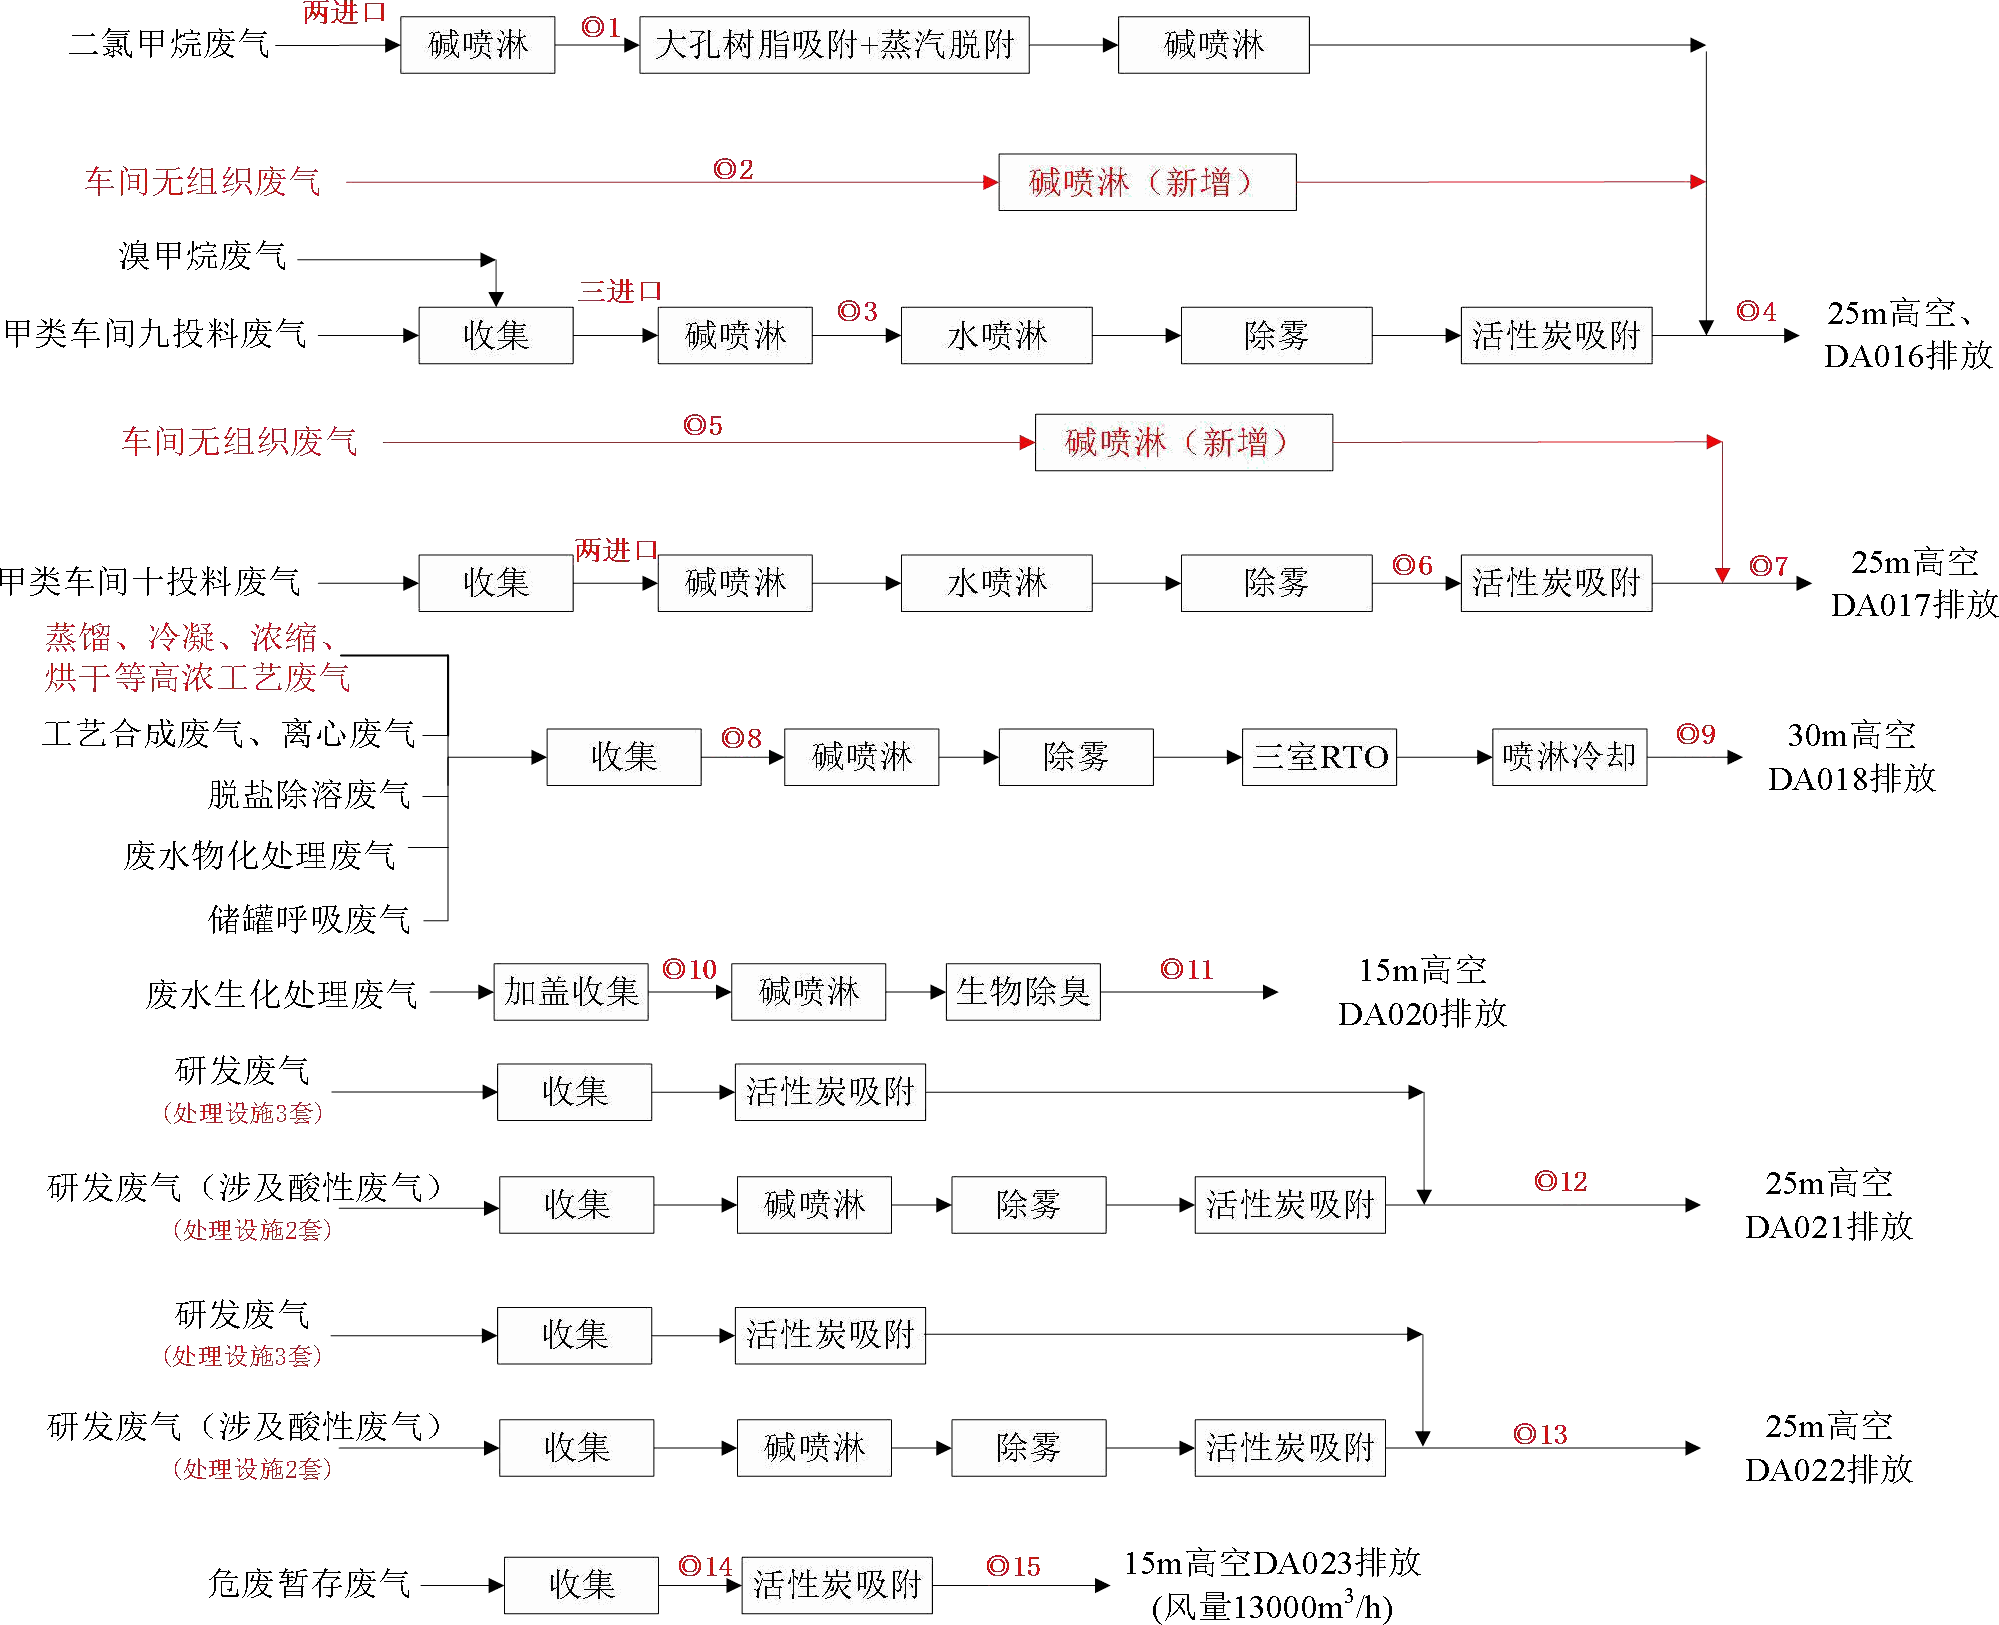 两进口
二氯甲烷废气
碱喷淋
◎1
大孔树脂吸附+蒸汽脱附
碱喷淋
车间无组织废气
◎2
碱喷淋（新增）
溴甲烷废气
甲类车间九投料废气
收集
三进口
碱喷淋
◎3
水喷淋
除雾
活性炭吸附
◎4
25m高空、
DA016排放
车间无组织废气
◎5
碱喷淋（新增）
甲类车间十投料废气
收集
两进口
碱喷淋
水喷淋
除雾
◎6
活性炭吸附
◎7
25m高空
DA017排放
蒸馏、冷凝、浓缩、
烘干等高浓工艺废气
工艺合成废气、离心废气
脱盐除溶废气
废水物化处理废气
储罐呼吸废气
收集
◎8
碱喷淋
除雾
三室RTO
喷淋冷却
◎9
30m高空
DA018排放
废水生化处理废气
加盖收集
◎10
碱喷淋
生物除臭
◎11
15m高空
DA020排放
研发废气
(处理设施3套)
收集
活性炭吸附
研发废气（涉及酸性废气）
(处理设施2套)
收集
碱喷淋
除雾
活性炭吸附
◎12
25m高空
DA021排放
研发废气
(处理设施3套)
收集
活性炭吸附
研发废气（涉及酸性废气）
(处理设施2套)
收集
碱喷淋
除雾
活性炭吸附
◎13
25m高空
DA022排放
危废暂存废气
收集
◎14
活性炭吸附
◎15
15m高空DA023排放
(风量13000m³/h)